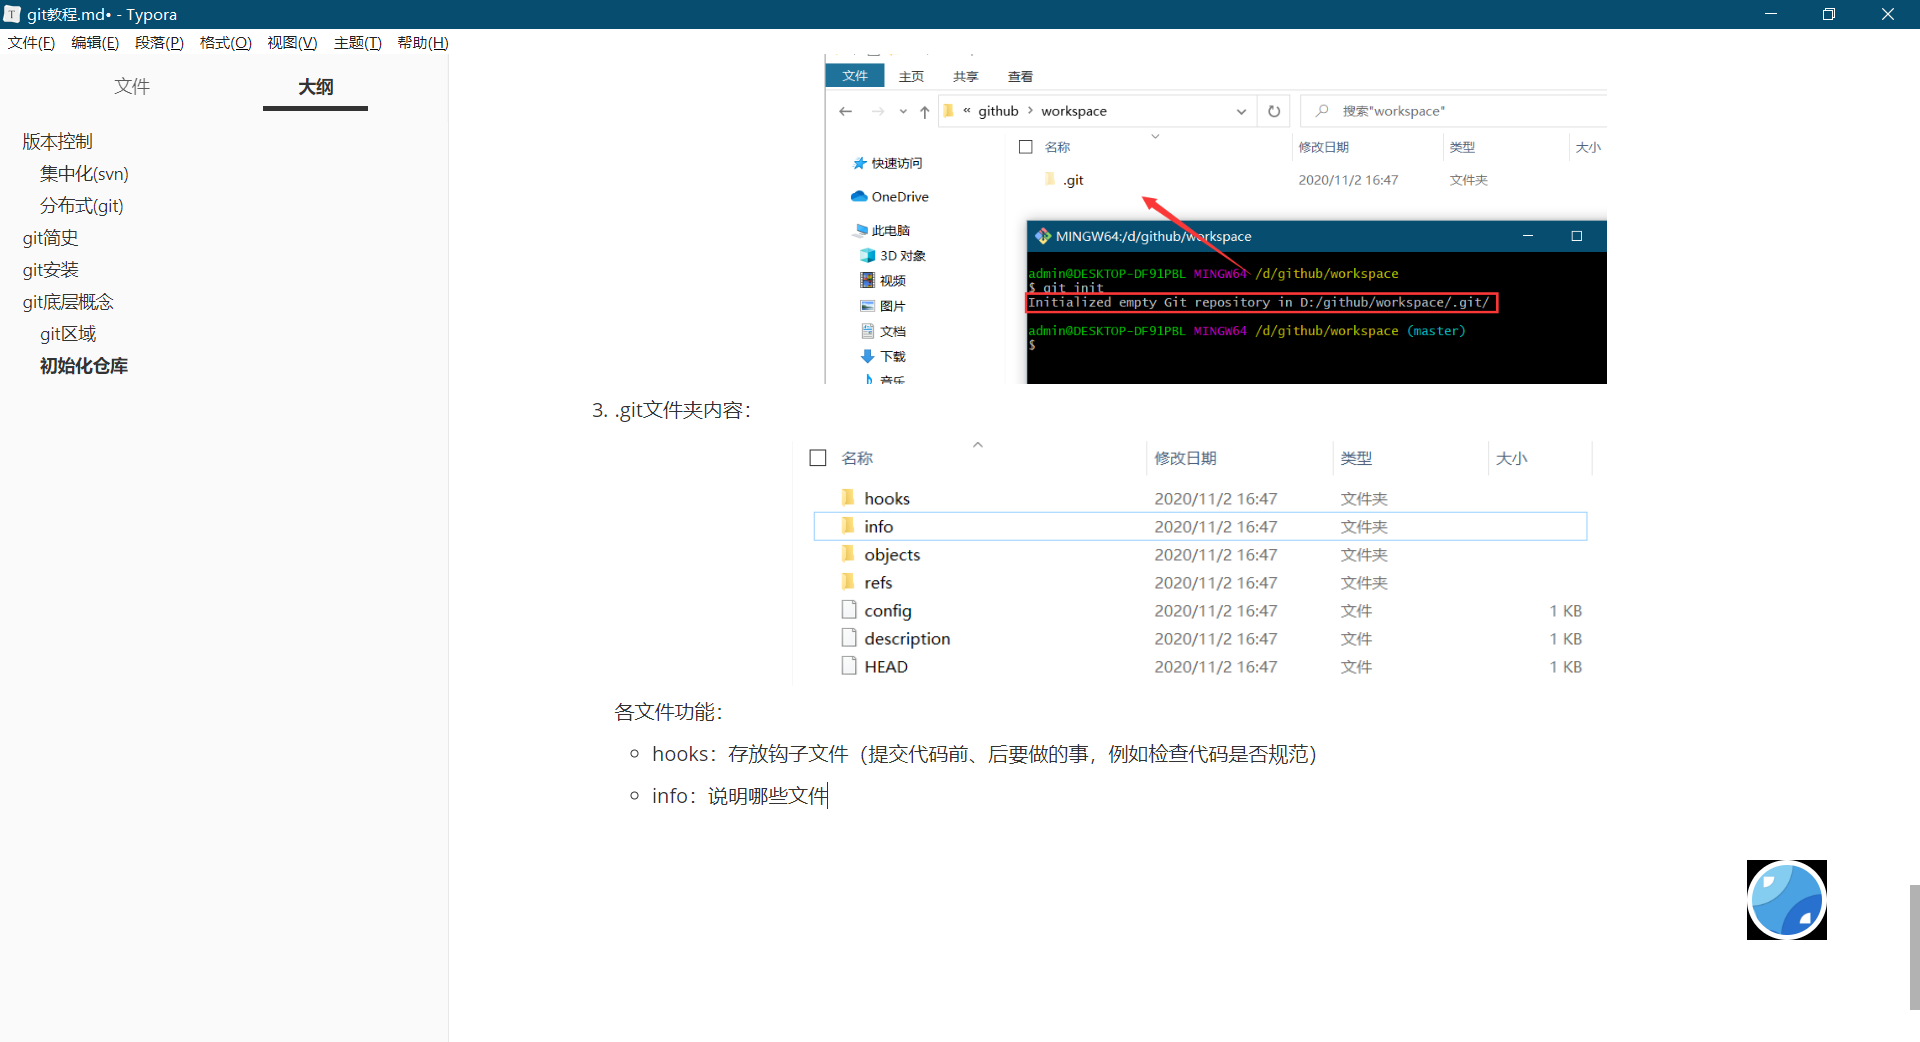 git教程.md• - Typora
文件(F) 编辑(E) 段落(P) 格式(O) 视图(V) 主题(T) 帮助(H)
文件 大纲
版本控制
集中化(svn)
分布式(git)
git简史
git安装
git底层概念
git区域
初始化仓库
文件 主页 共享 查看
« github › workspace 搜索"workspace"
名称 修改日期 类型 大小
.git 2020/11/2 16:47 文件夹
快速访问
OneDrive
此电脑
3D 对象
视频
图片
文档
下载
音乐
MINGW64:/d/github/workspace
admin@DESKTOP-DF91PBL MINGW64 /d/github/workspace
$ git init
Initialized empty Git repository in D:/github/workspace/.git/
admin@DESKTOP-DF91PBL MINGW64 /d/github/workspace (master)
$
3. .git文件夹内容：
名称 修改日期 类型 大小
hooks 2020/11/2 16:47 文件夹
info 2020/11/2 16:47 文件夹
objects 2020/11/2 16:47 文件夹
refs 2020/11/2 16:47 文件夹
config 2020/11/2 16:47 文件 1 KB
description 2020/11/2 16:47 文件 1 KB
HEAD 2020/11/2 16:47 文件 1 KB
各文件功能：
hooks：存放钩子文件（提交代码前、后要做的事，例如检查代码是否规范）
info：说明哪些文件